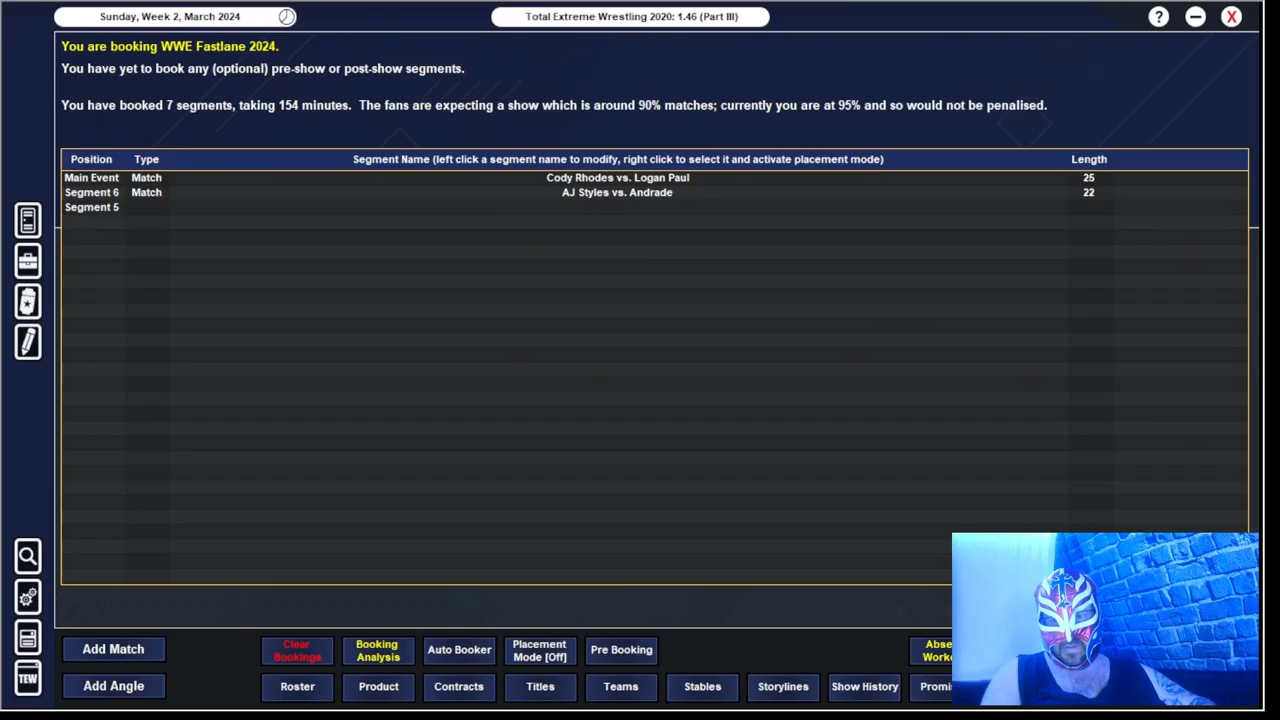 Sunday, Week 2, March 2024
Total Extreme Wrestling 2020: 1.46 (Part III)
?
X
You are booking WWE Fastlane 2024.
You have yet to book any (optional) pre-show or post-show segments.
You have booked 7 segments, taking 154 minutes. The fans are expecting a show which is around 90% matches; currently you are at 95% and so would not be penalised.
Position Type Segment Name (left click a segment name to modify, right click to select it and activate placement mode) Length
Main Event Match Cody Rhodes vs. Logan Paul 25
Segment 6 Match AJ Styles vs. Andrade 22
Segment 5
TEW
Add Match
Clear
Bookings
Booking
Analysis
Auto Booker
Placement
Mode [Off]
Pre Booking
Abse
Work
Add Angle
Roster
Product
Contracts
Titles
Teams
Stables
Storylines
Show History
Promi